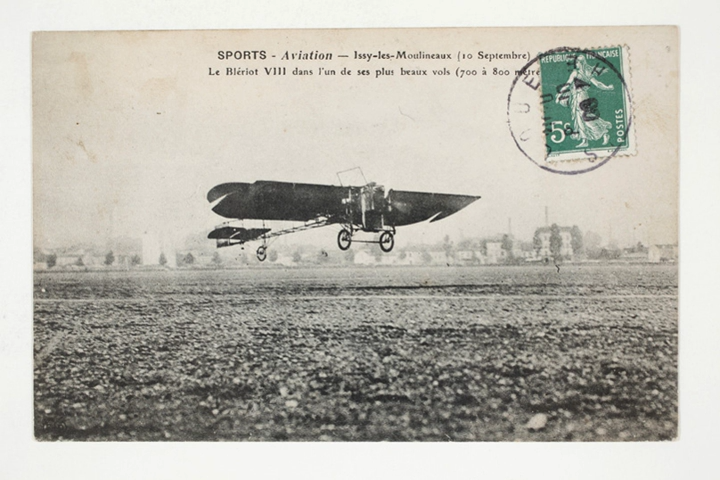 SPORTS - Aviation — Issy-les-Moulineaux (10 Septembre)
Le Blériot VIII dans l'un de ses plus beaux vols (700 à 800 mètre
REPUBLIQUE FRANÇAISE
5c
POSTES